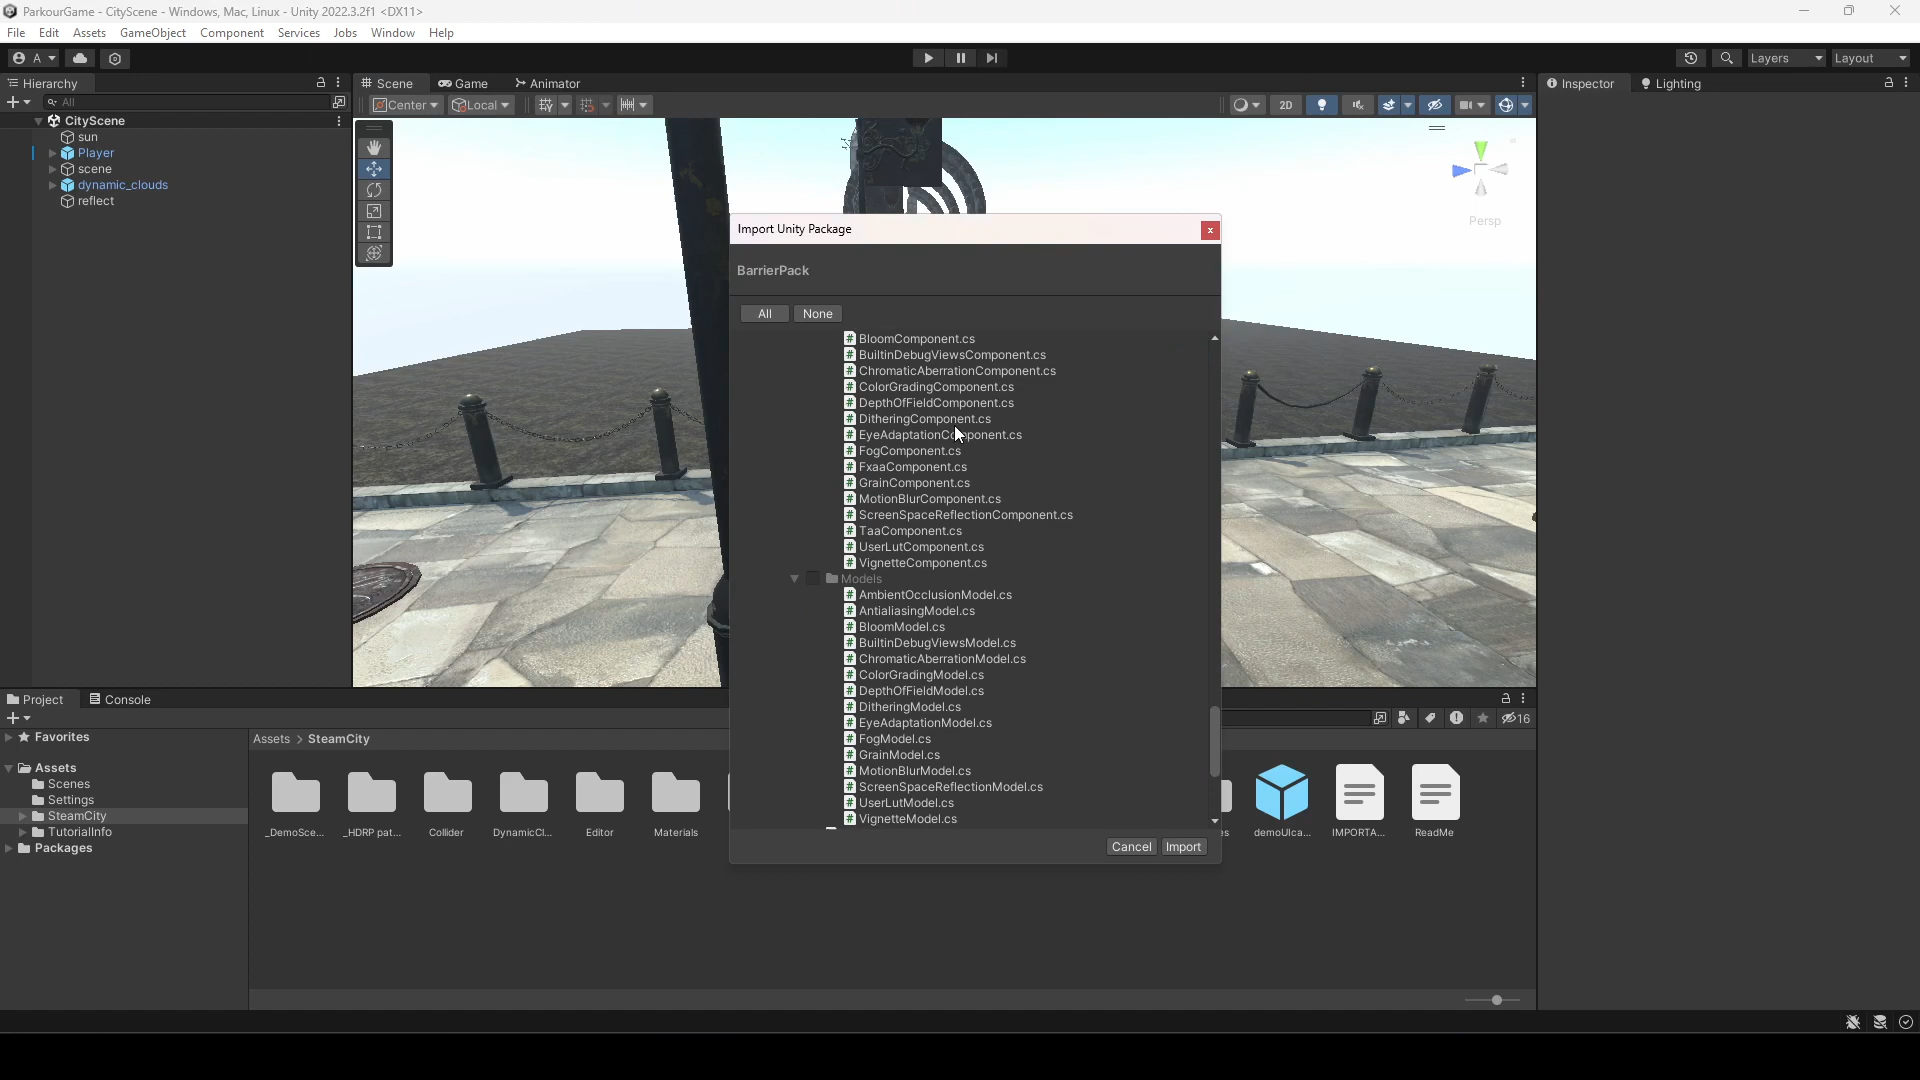 ParkourGame - CityScene - Windows, Mac, Linux - Unity 2022.3.2f1 <DX11>
File Edit Assets GameObject Component Services Jobs Window Help
A Layers Layout
Hierarchy Scene Game Animator Inspector Lighting
All Center Local 2D
CityScene
sun
Player
scene
dynamic_clouds
reflect
Persp
Import Unity Package
BarrierPack
All None
BloomComponent.cs
BuiltinDebugViewsComponent.cs
ChromaticAberrationComponent.cs
ColorGradingComponent.cs
DepthOfFieldComponent.cs
DitheringComponent.cs
FogComponent.cs
FxaaComponent.cs
GrainComponent.cs
MotionBlurComponent.cs
ScreenSpaceReflectionComponent.cs
TaaComponent.cs
UserLutComponent.cs
VignetteComponent.cs
Models
AmbientOcclusionModel.cs
AntialiasingModel.cs
BloomModel.cs
BuiltinDebugViewsModel.cs
ChromaticAberrationModel.cs
ColorGradingModel.cs
DepthOfFieldModel.cs
DitheringModel.cs
EyeAdaptationModel.cs
FogModel.cs
GrainModel.cs
MotionBlurModel.cs
ScreenSpaceReflectionModel.cs
UserLutModel.cs
VignetteModel.cs
Cancel Import
Project Console
16
Favorites
Assets
Scenes
Settings
SteamCity
TutorialInfo
Packages
Assets > SteamCity
_DemoSce... _HDRP pat... Collider DynamicCl... Editor Materials es demoUIca... IMPORTA... ReadMe